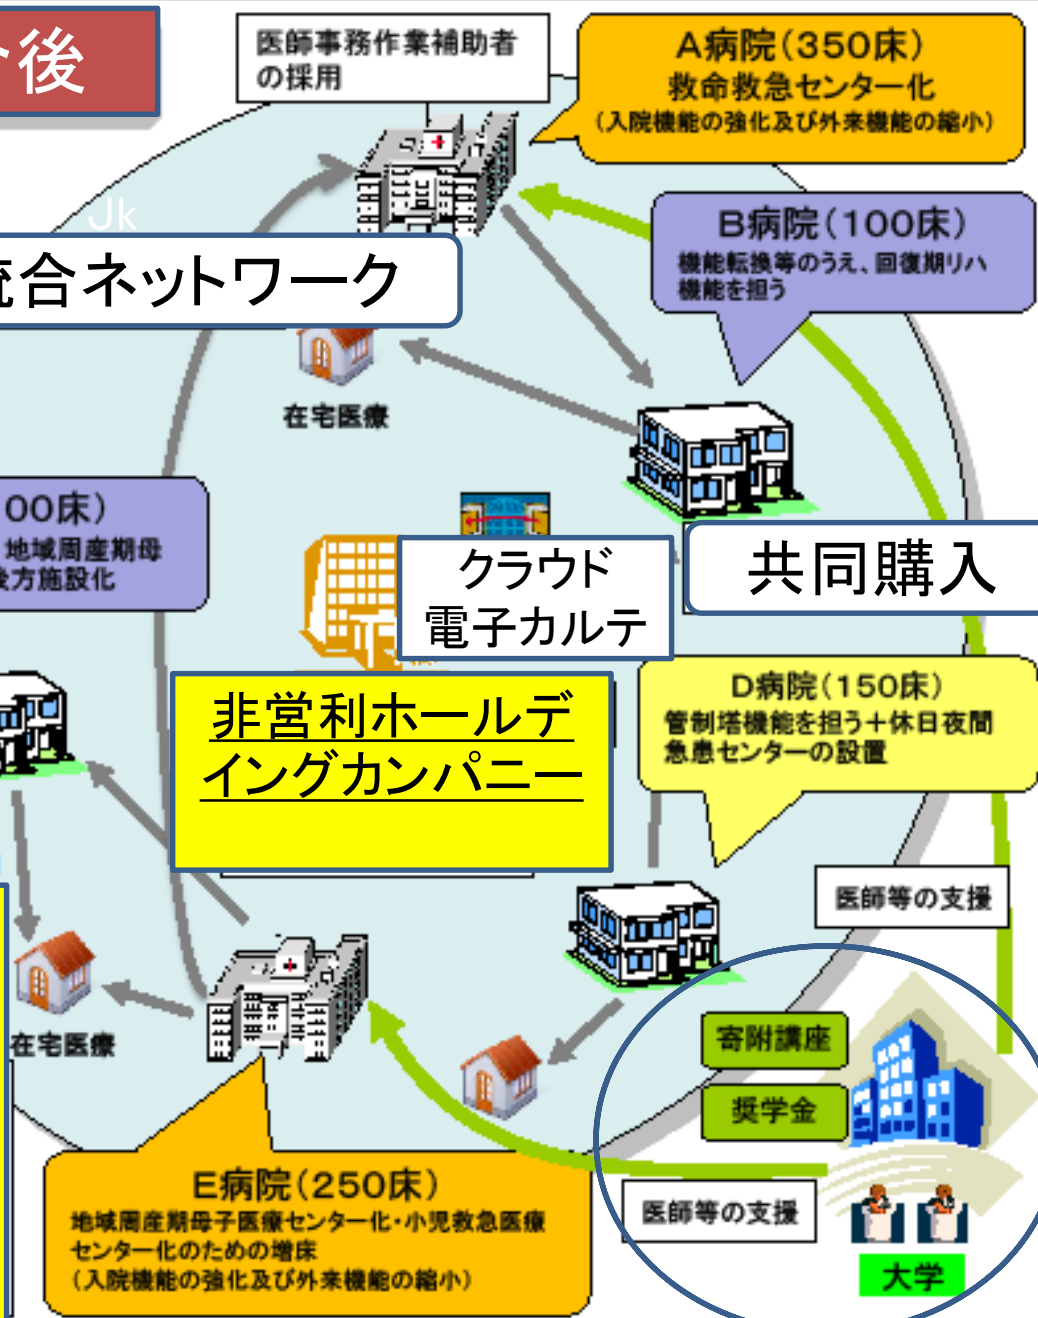 後
医師事務作業補助者
の採用
A病院(350床)
救命救急センター化
(入院機能の強化及び外来機能の縮小)
Jk
B病院(100床)
機能転換等のうえ、回復期リハ
機能を担う
合ネットワーク
在宅医療
00床)
地域周産期母
後方施設化
クラウド
電子カルテ
共同購入
非営利ホールデ
イングカンパニー
D病院(150床)
管制塔機能を担う+休日夜間
急患センターの設置
医師等の支援
在宅医療
寄附講座
奨学金
E病院(250床)
地域周産期母子医療センター化・小児救急医療
センター化のための増床
(入院機能の強化及び外来機能の縮小)
医師等の支援
大学